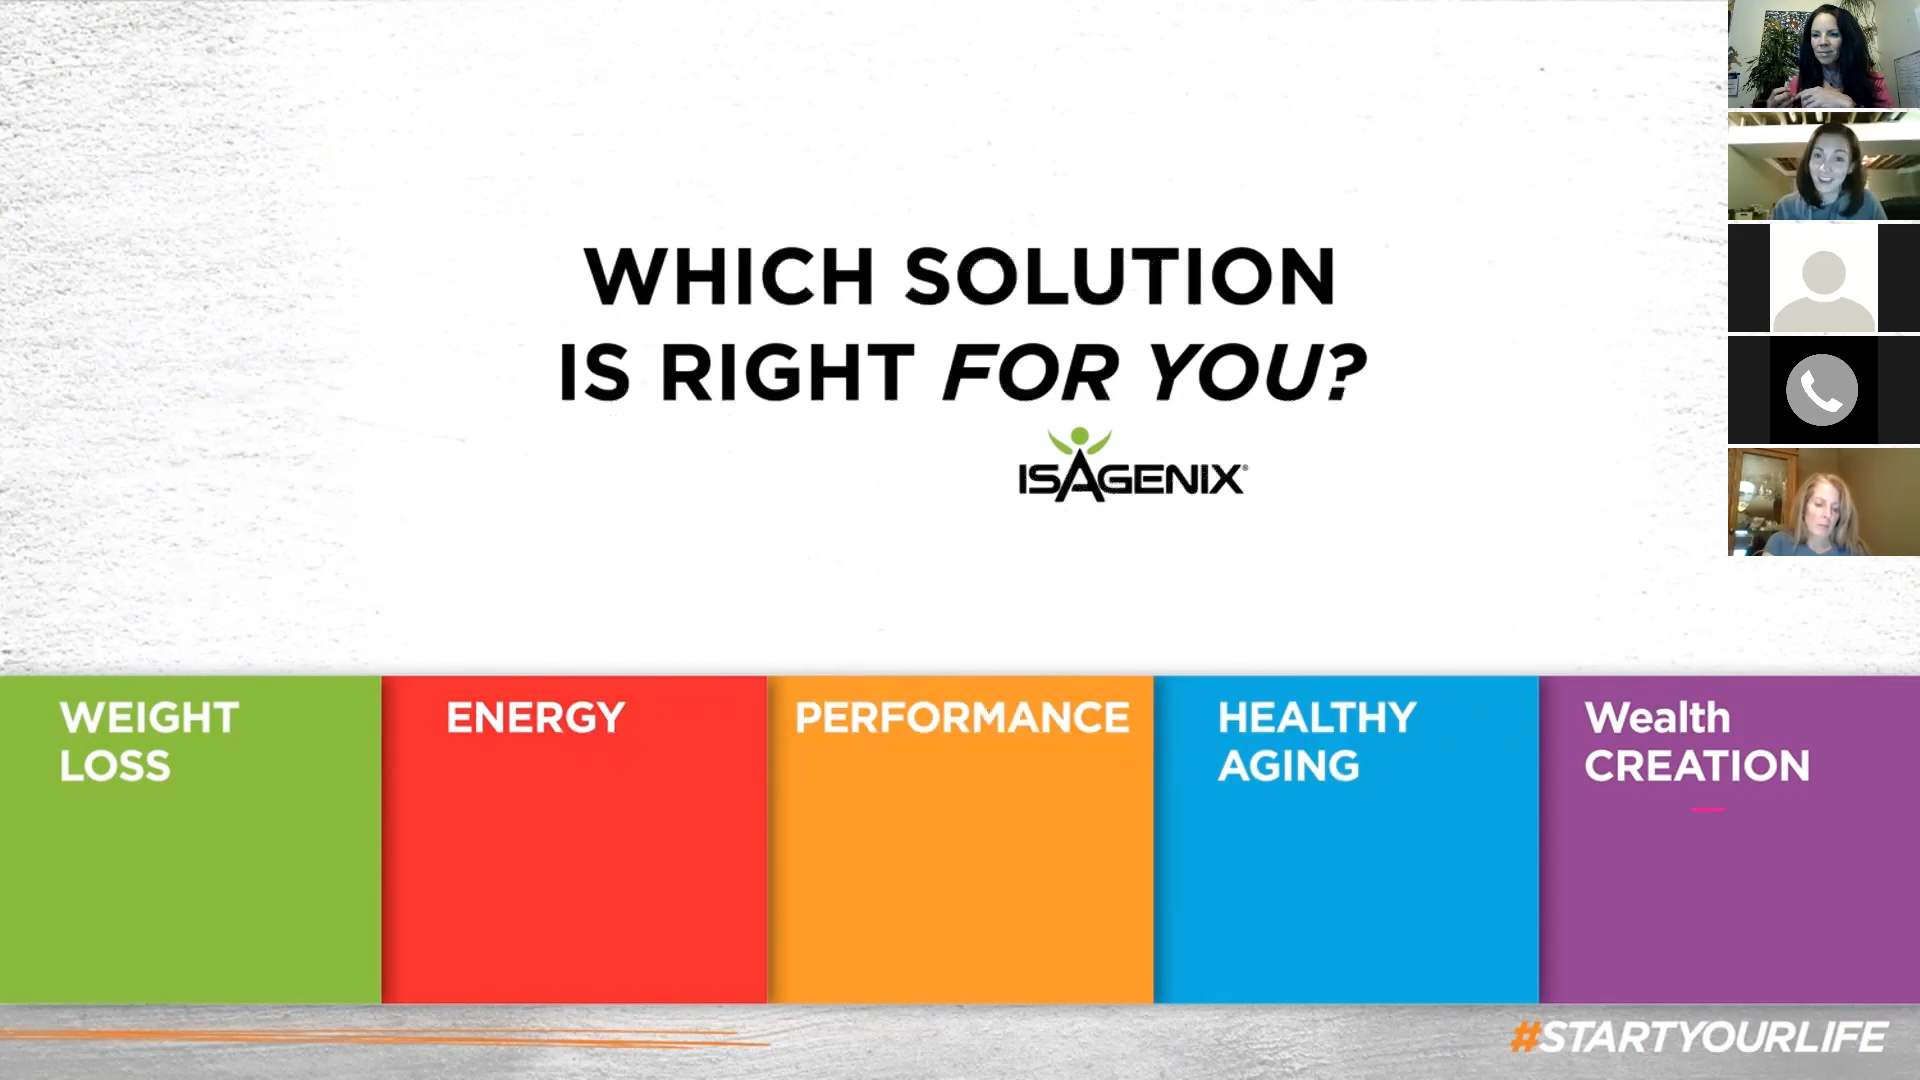 WHICH SOLUTION
IS RIGHT FOR YOU?
ISAGENIX®
WEIGHT
LOSS
ENERGY
PERFORMANCE
HEALTHY
AGING
Wealth
CREATION
#STARTYOURLIFE